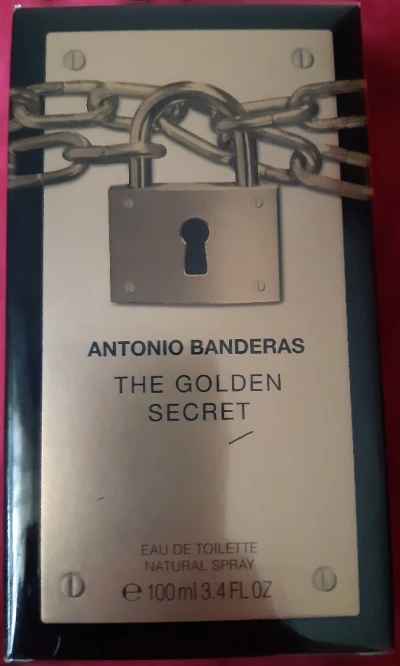 ANTONIO BANDERAS
THE GOLDEN
SECRET
EAU DE TOILETTE
NATURAL SPRAY
℮ 100 ml 3.4 FL OZ